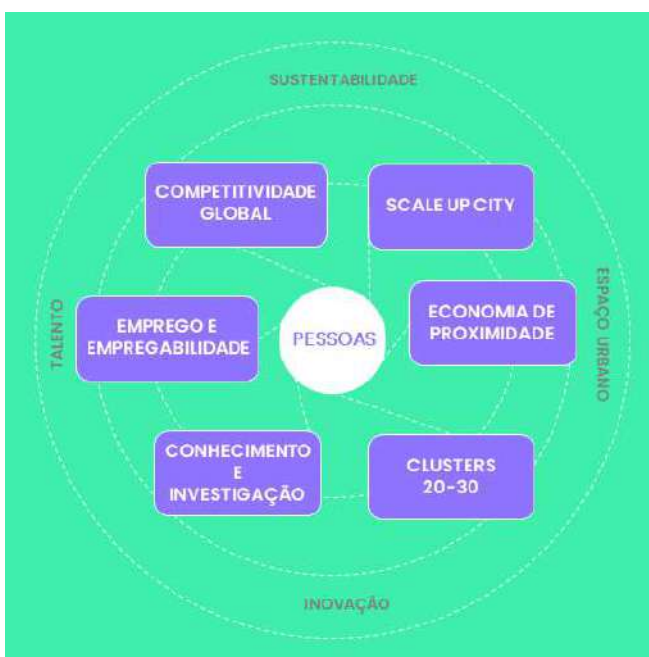 SUSTENTABILIDADE
COMPETITIVIDADE
GLOBAL
SCALE UP CITY
TALENTO
EMPREGO E
EMPREGABILIDADE
PESSOAS
ECONOMIA DE
PROXIMIDADE
ESPAÇO URBANO
CONHECIMENTO
E
INVESTIGAÇÃO
CLUSTERS
20-30
INOVAÇÃO